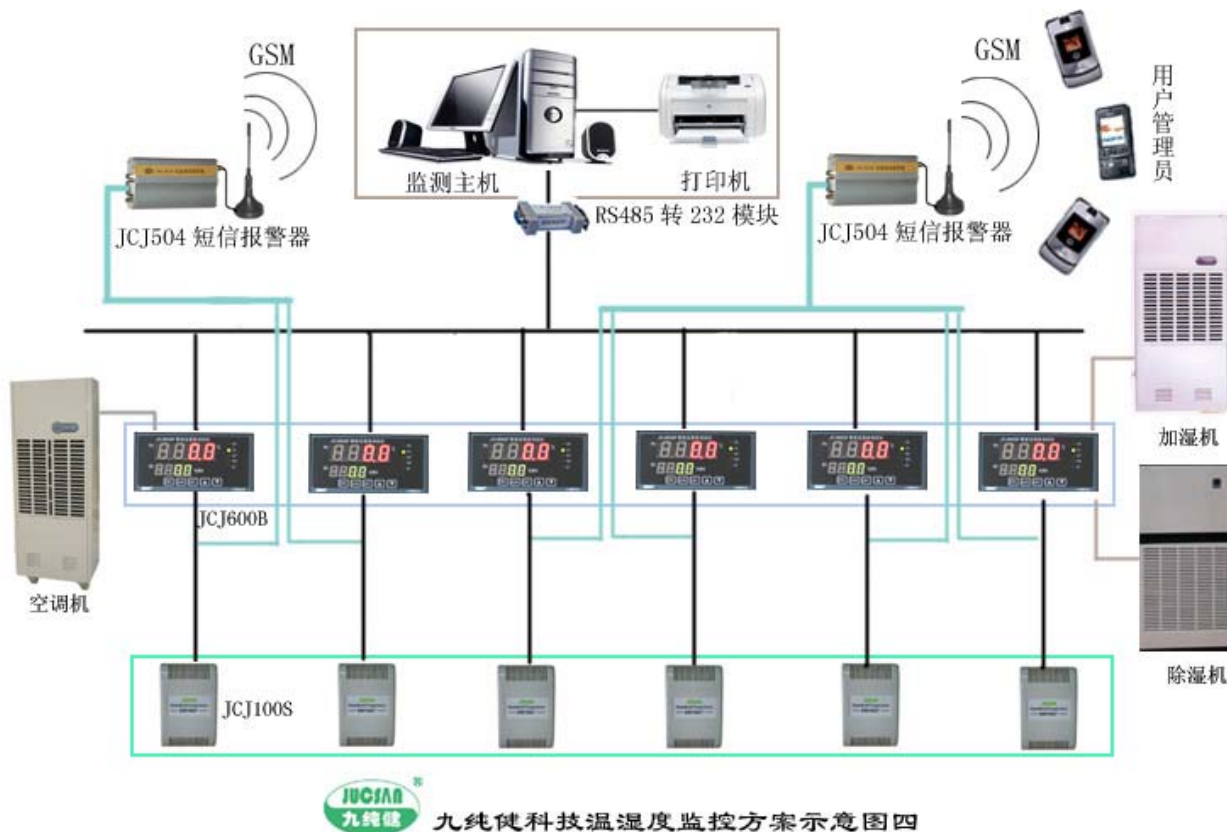 GSM
GSM
用户管理员
监测主机
打印机
RS485 转 232 模块
JCJ504 短信报警器
JCJ504 短信报警器
加湿机
JCJ600B
空调机
除湿机
JCJ100S
JUCSAN
九纯健
®
九纯健科技温湿度监控方案示意图四